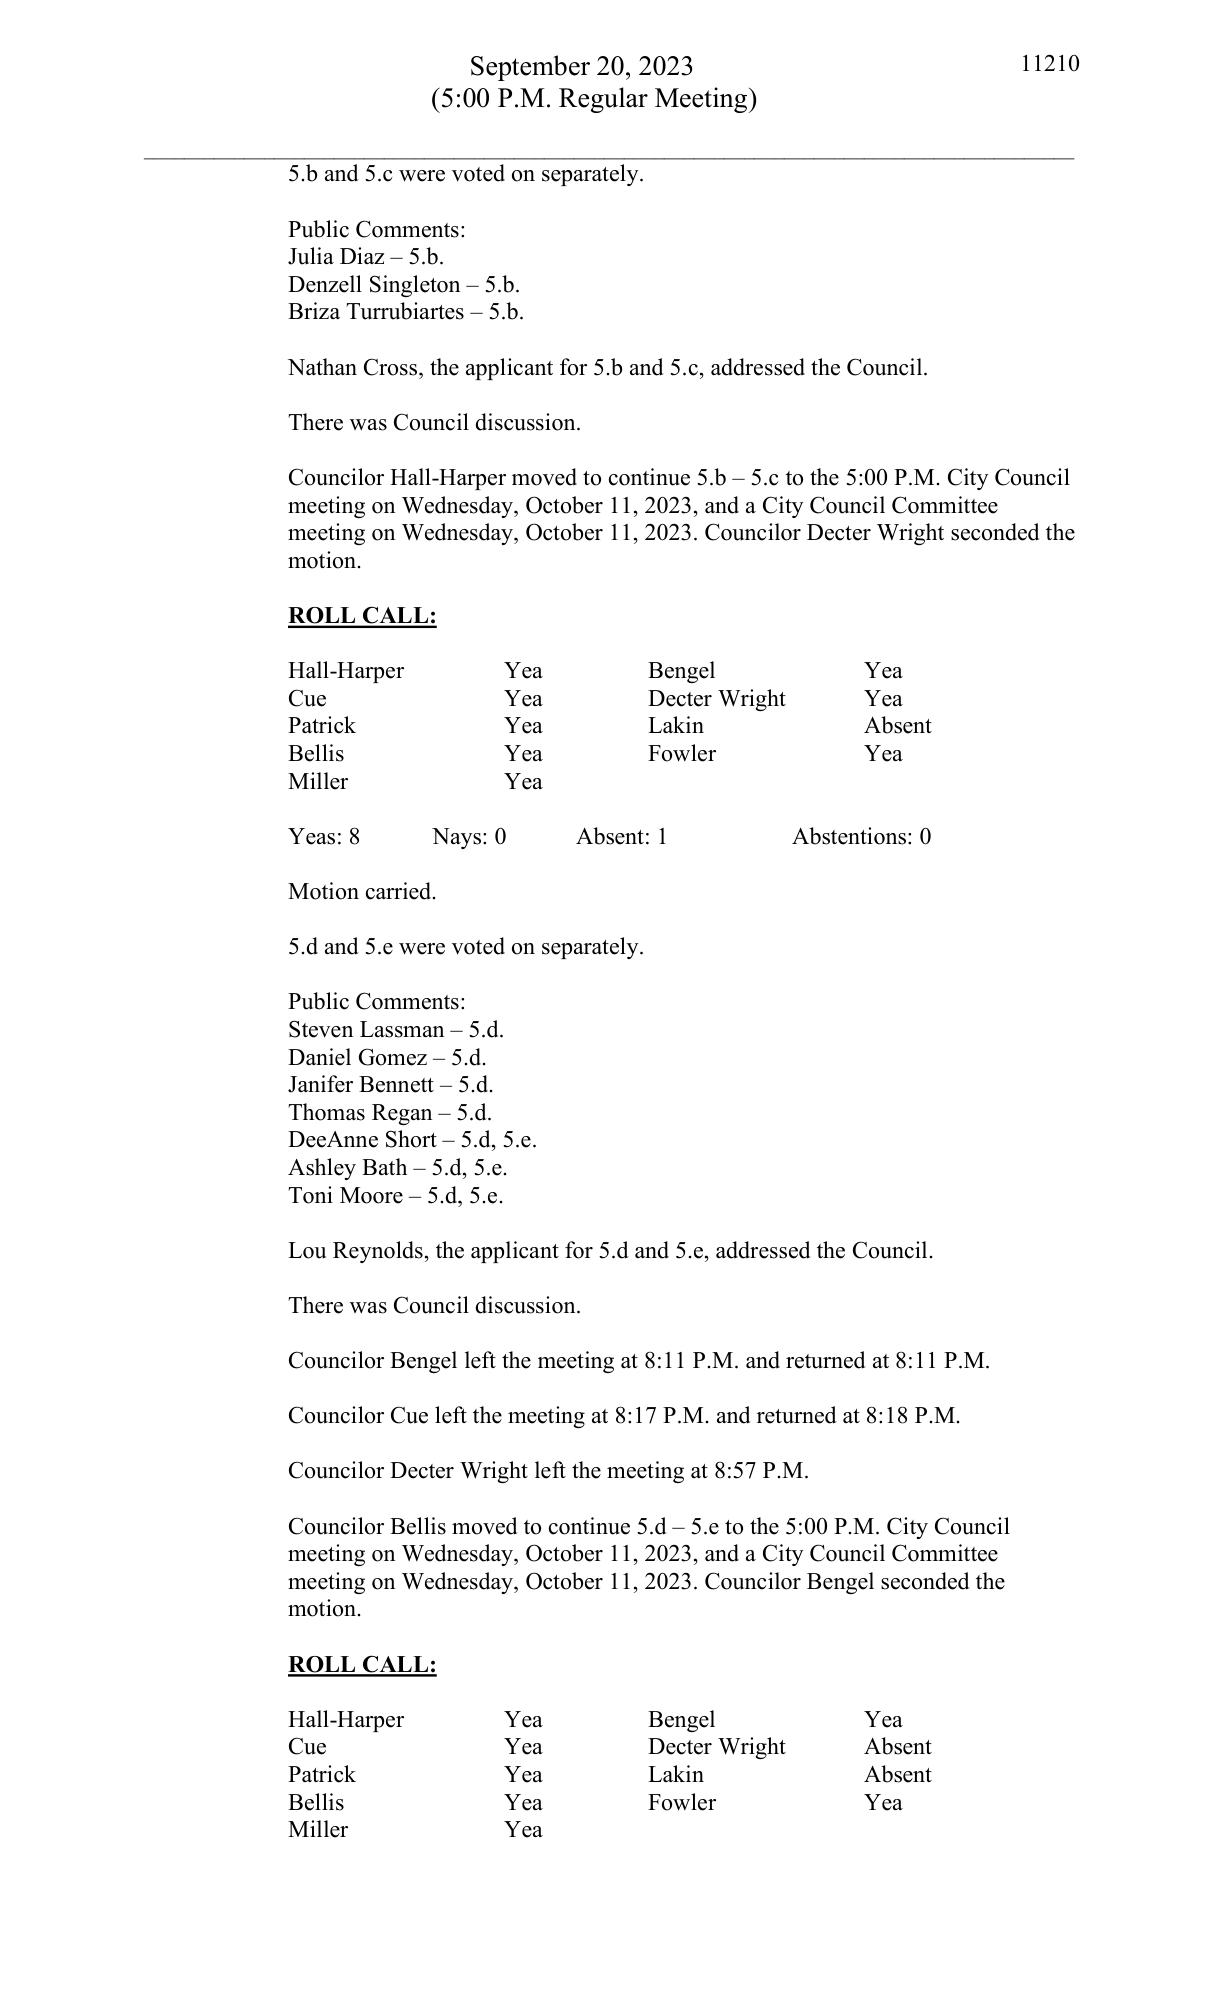 September 20, 2023
11210
(5:00 P.M. Regular Meeting)
5.b and 5.c were voted on separately.
Public Comments:
Julia Diaz – 5.b.
Denzell Singleton – 5.b.
Briza Turrubiartes – 5.b.
Nathan Cross, the applicant for 5.b and 5.c, addressed the Council.
There was Council discussion.
Councilor Hall-Harper moved to continue 5.b – 5.c to the 5:00 P.M. City Council
meeting on Wednesday, October 11, 2023, and a City Council Committee
meeting on Wednesday, October 11, 2023. Councilor Decter Wright seconded the
motion.
ROLL CALL:
Hall-Harper Yea Bengel Yea
Cue Yea Decter Wright Yea
Patrick Yea Lakin Absent
Bellis Yea Fowler Yea
Miller Yea
Yeas: 8 Nays: 0 Absent: 1 Abstentions: 0
Motion carried.
5.d and 5.e were voted on separately.
Public Comments:
Steven Lassman – 5.d.
Daniel Gomez – 5.d.
Janifer Bennett – 5.d.
Thomas Regan – 5.d.
DeeAnne Short – 5.d, 5.e.
Ashley Bath – 5.d, 5.e.
Toni Moore – 5.d, 5.e.
Lou Reynolds, the applicant for 5.d and 5.e, addressed the Council.
There was Council discussion.
Councilor Bengel left the meeting at 8:11 P.M. and returned at 8:11 P.M.
Councilor Cue left the meeting at 8:17 P.M. and returned at 8:18 P.M.
Councilor Decter Wright left the meeting at 8:57 P.M.
Councilor Bellis moved to continue 5.d – 5.e to the 5:00 P.M. City Council
meeting on Wednesday, October 11, 2023, and a City Council Committee
meeting on Wednesday, October 11, 2023. Councilor Bengel seconded the
motion.
ROLL CALL:
Hall-Harper Yea Bengel Yea
Cue Yea Decter Wright Absent
Patrick Yea Lakin Absent
Bellis Yea Fowler Yea
Miller Yea